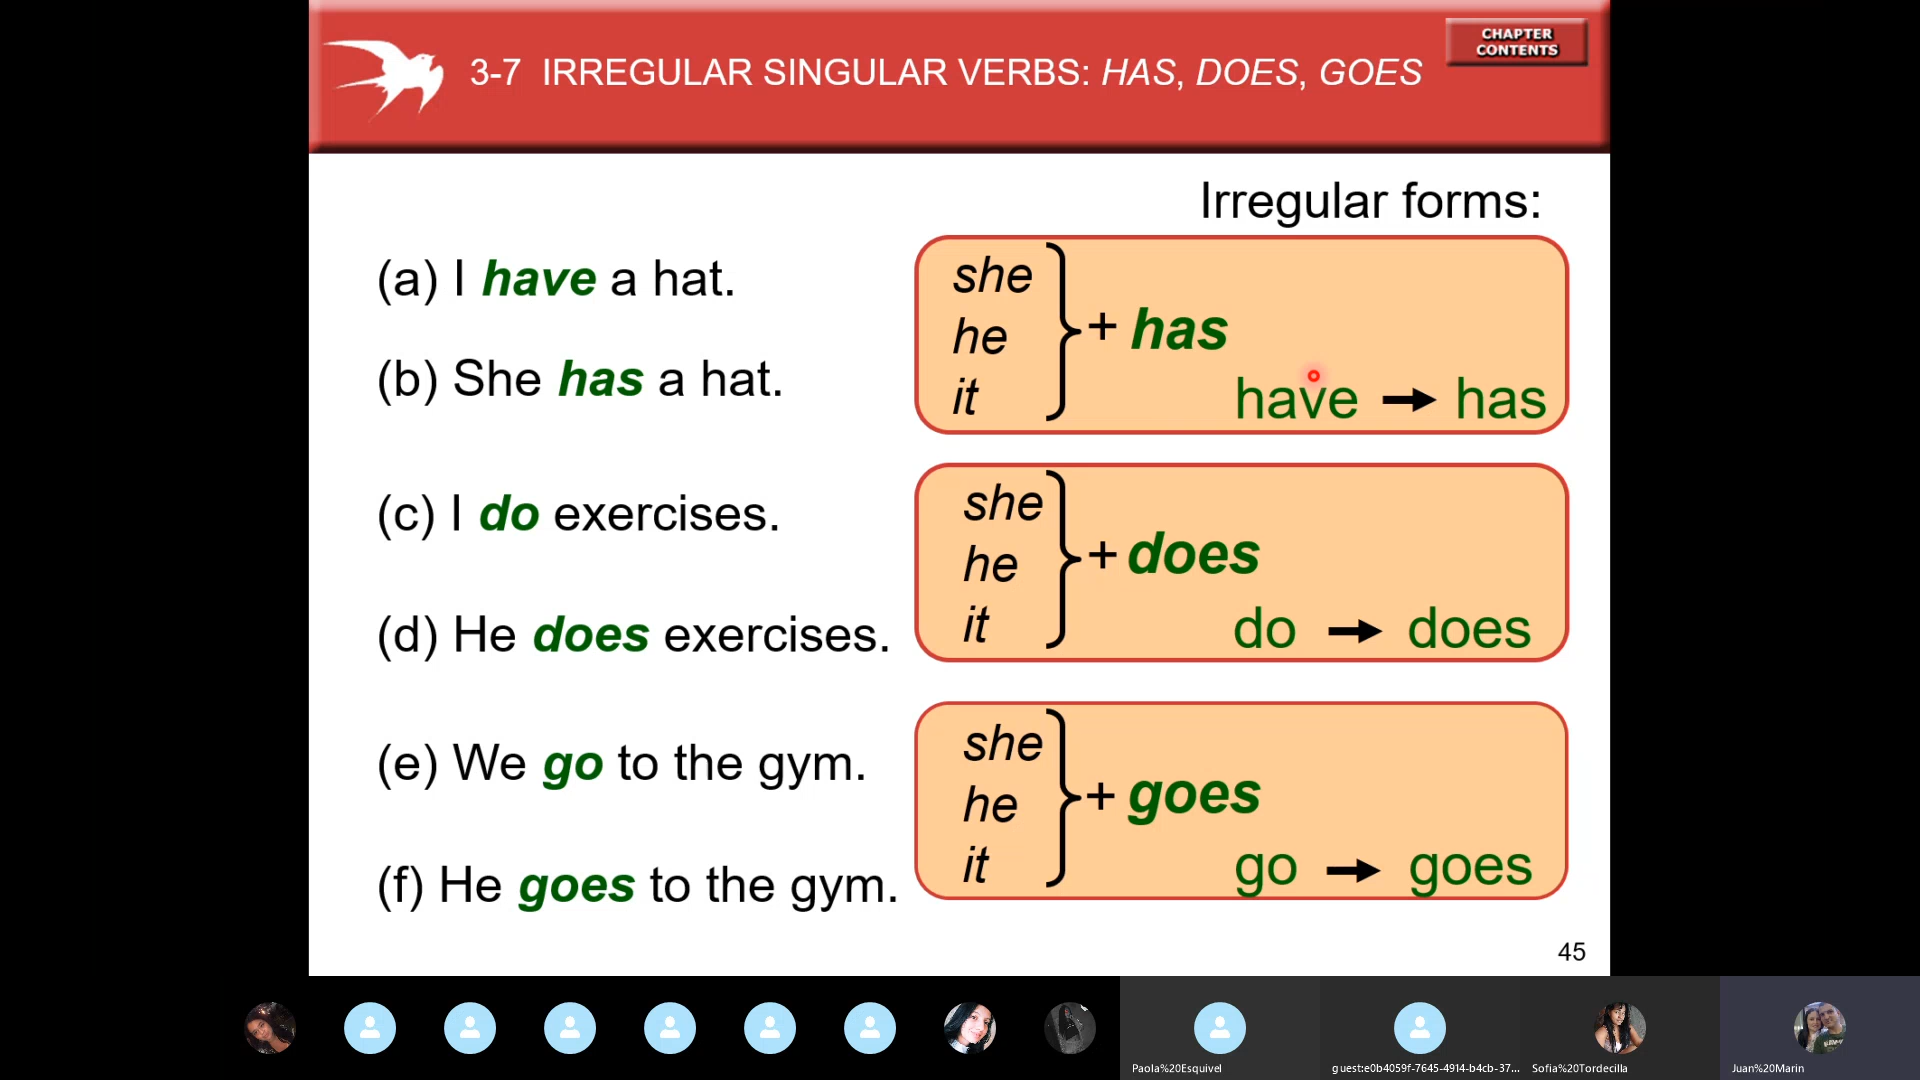 CHAPTER
CONTENTS
3-7 IRREGULAR SINGULAR VERBS: HAS, DOES, GOES
Irregular forms:
(a) I have a hat.
(b) She has a hat.
she
he
it
+ has
have → has
(c) I do exercises.
(d) He does exercises.
she
he
it
+ does
do → does
(e) We go to the gym.
(f) He goes to the gym.
she
he
it
+ goes
go → goes
45
Paola%20Esquivel
guest:e0b4059f-7645-4914-b4cb-37...
Sofia%20Tordecilla
Juan%20Marin